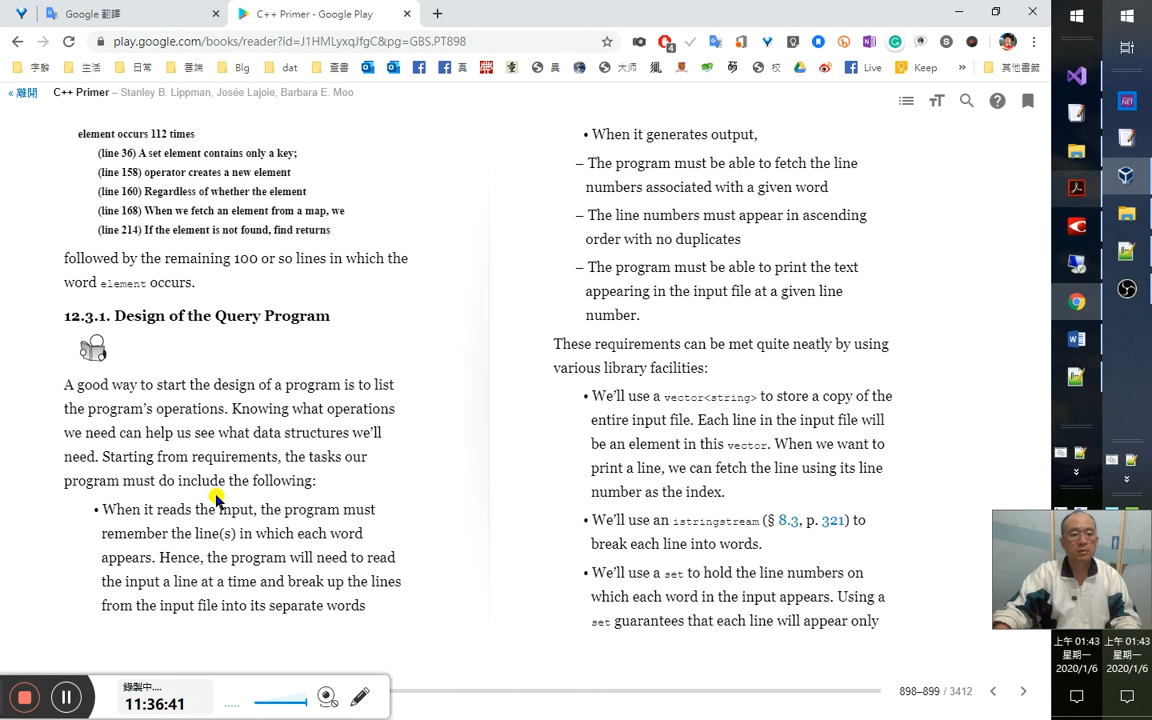 Google 翻譯
C++ Primer - Google Play
play.google.com/books/reader?id=J1HMLyxqJfgC&pg=GBS.PT898
4
字辭
生活
日常
雲端
Blg
dat
查書
大师
校
Live
Keep
其他書籤
« 離開
C++ Primer – Stanley B. Lippman, Josée Lajoie, Barbara E. Moo
element occurs 112 times
(line 36) A set element contains only a key;
(line 158) operator creates a new element
(line 160) Regardless of whether the element
(line 168) When we fetch an element from a map, we
(line 214) If the element is not found, find returns
followed by the remaining 100 or so lines in which the
word element occurs.
12.3.1. Design of the Query Program
A good way to start the design of a program is to list
the program's operations. Knowing what operations
we need can help us see what data structures we'll
need. Starting from requirements, the tasks our
program must do include the following:
• When it reads the input, the program must
remember the line(s) in which each word
appears. Hence, the program will need to read
the input a line at a time and break up the lines
from the input file into its separate words
• When it generates output,
– The program must be able to fetch the line
numbers associated with a given word
– The line numbers must appear in ascending
order with no duplicates
– The program must be able to print the text
appearing in the input file at a given line
number.
These requirements can be met quite neatly by using
various library facilities:
• We'll use a vector<string> to store a copy of the
entire input file. Each line in the input file will
be an element in this vector. When we want to
print a line, we can fetch the line using its line
number as the index.
• We'll use an istringstream (§ 8.3, p. 321) to
break each line into words.
• We'll use a set to hold the line numbers on
which each word in the input appears. Using a
set guarantees that each line will appear only
898-899 / 3412
錄製中....
11:36:41
上午 01:43
星期一
2020/1/6
上午 01:43
星期一
2020/1/6